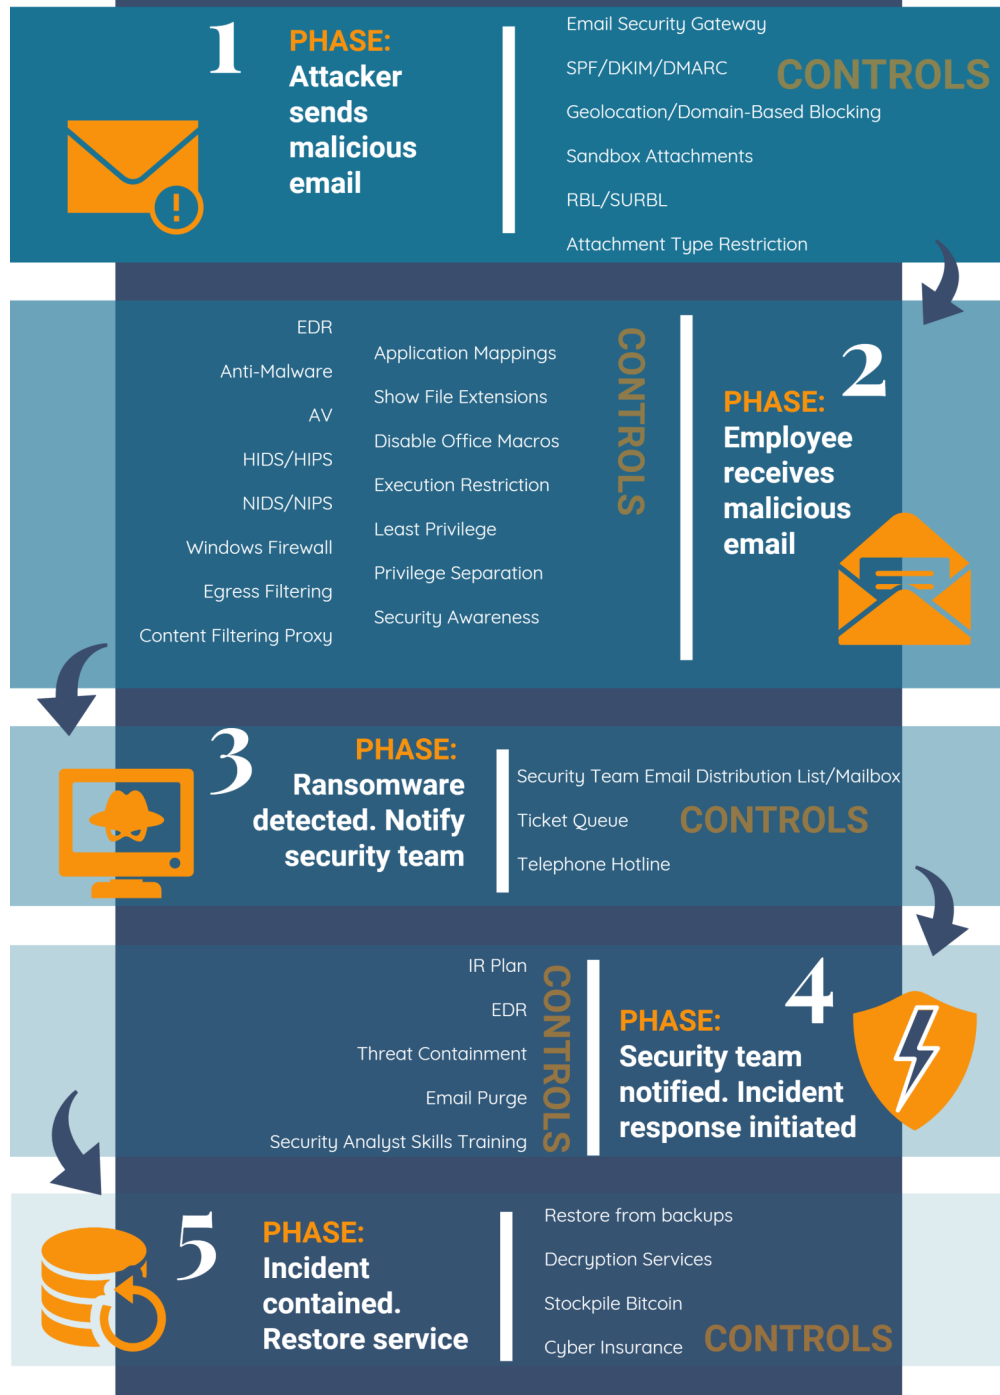 1
PHASE:
Attacker
sends
malicious
email
Email Security Gateway
SPF/DKIM/DMARC
CONTROLS
Geolocation/Domain-Based Blocking
Sandbox Attachments
RBL/SURBL
Attachment Type Restriction
EDR
Anti-Malware
AV
HIDS/HIPS
NIDS/NIPS
Windows Firewall
Egress Filtering
Content Filtering Proxy
Application Mappings
Show File Extensions
Disable Office Macros
Execution Restriction
Least Privilege
Privilege Separation
Security Awareness
CONTROLS
2
PHASE:
Employee
receives
malicious
email
3
PHASE:
Ransomware
detected. Notify
security team
Security Team Email Distribution List/Mailbox
Ticket Queue
CONTROLS
Telephone Hotline
IR Plan
EDR
Threat Containment
Email Purge
Security Analyst Skills Training
CONTROLS
4
PHASE:
Security team
notified. Incident
response initiated
5
PHASE:
Incident
contained.
Restore service
Restore from backups
Decryption Services
Stockpile Bitcoin
Cyber Insurance
CONTROLS